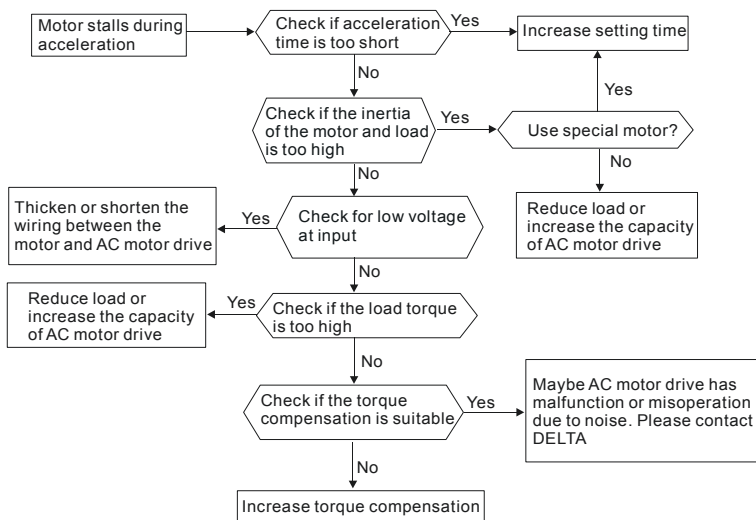 Motor stalls during
acceleration
Check if acceleration
time is too short
Yes
Increase setting time
No
Yes
Check if the inertia
of the motor and load
is too high
Yes
Use special motor?
No
No
Thicken or shorten the
wiring between the
motor and AC motor drive
Yes
Check for low voltage
at input
Reduce load or
increase the capacity
of AC motor drive
No
Reduce load or
increase the capacity
of AC motor drive
Yes
Check if the load torque
is too high
No
Check if the torque
compensation is suitable
Yes
Maybe AC motor drive has
malfunction or misoperation
due to noise. Please contact
DELTA
No
Increase torque compensation